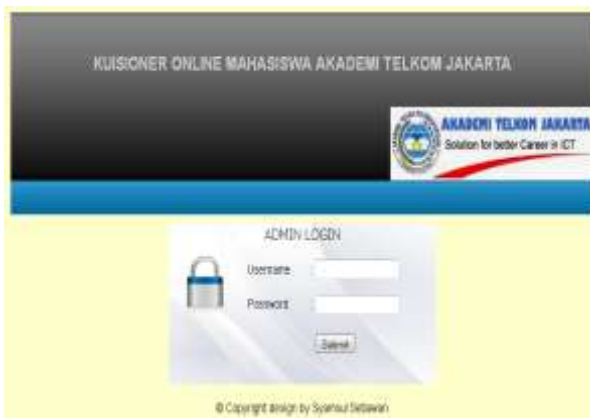 KUISIONER ONLINE MAHASISWA AKADEMI TELKOM JAKARTA
AKADEMI TELKOM JAKARTA
Solution for better Career in ICT
ADMIN LOGIN
Username :
Password :
Submit
© Copyright design by Syamsul Setiawan